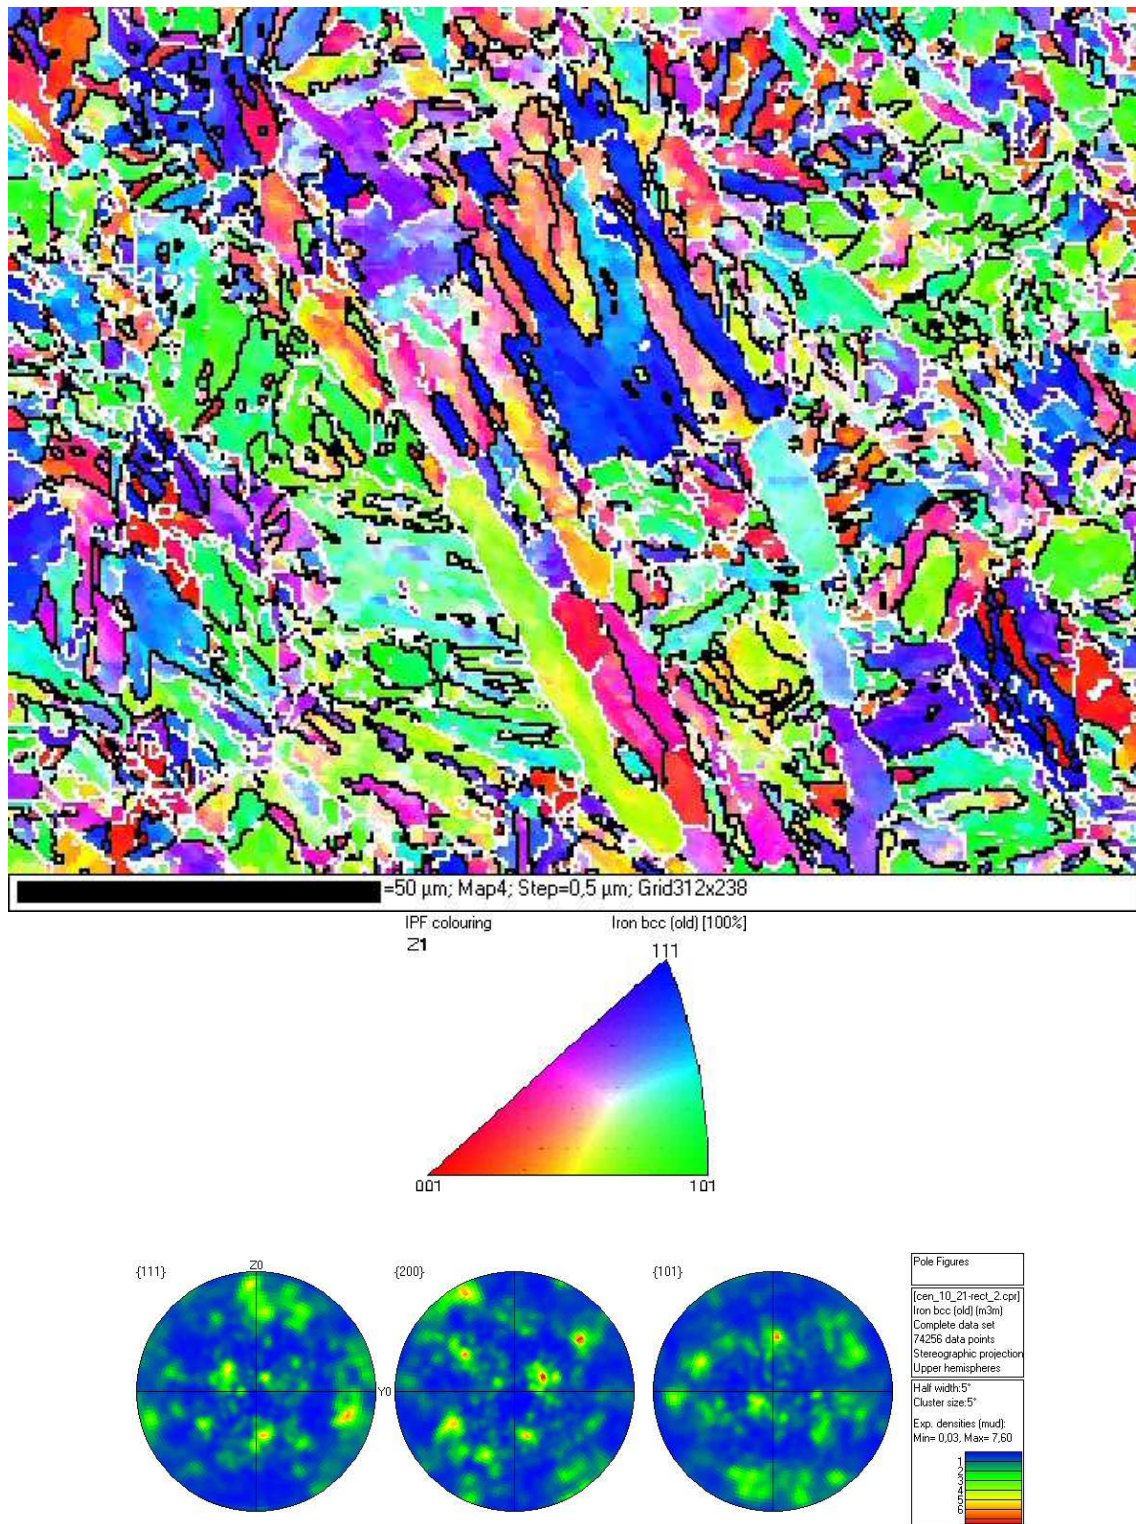 =50 µm; Map4; Step=0,5 µm; Grid312x238
IPF colouring
Z1
Iron bcc (old) [100%]
111
001
101
{111}
Z0
Y0
{200}
{101}
Pole Figures
[cen_10_21-rect_2.cpr]
Iron bcc (old) (m3m)
Complete data set
74256 data points
Stereographic projection
Upper hemispheres
Half width:5°
Cluster size:5°
Exp. densities (mud):
Min= 0,03, Max= 7,60
1
2
3
4
5
6